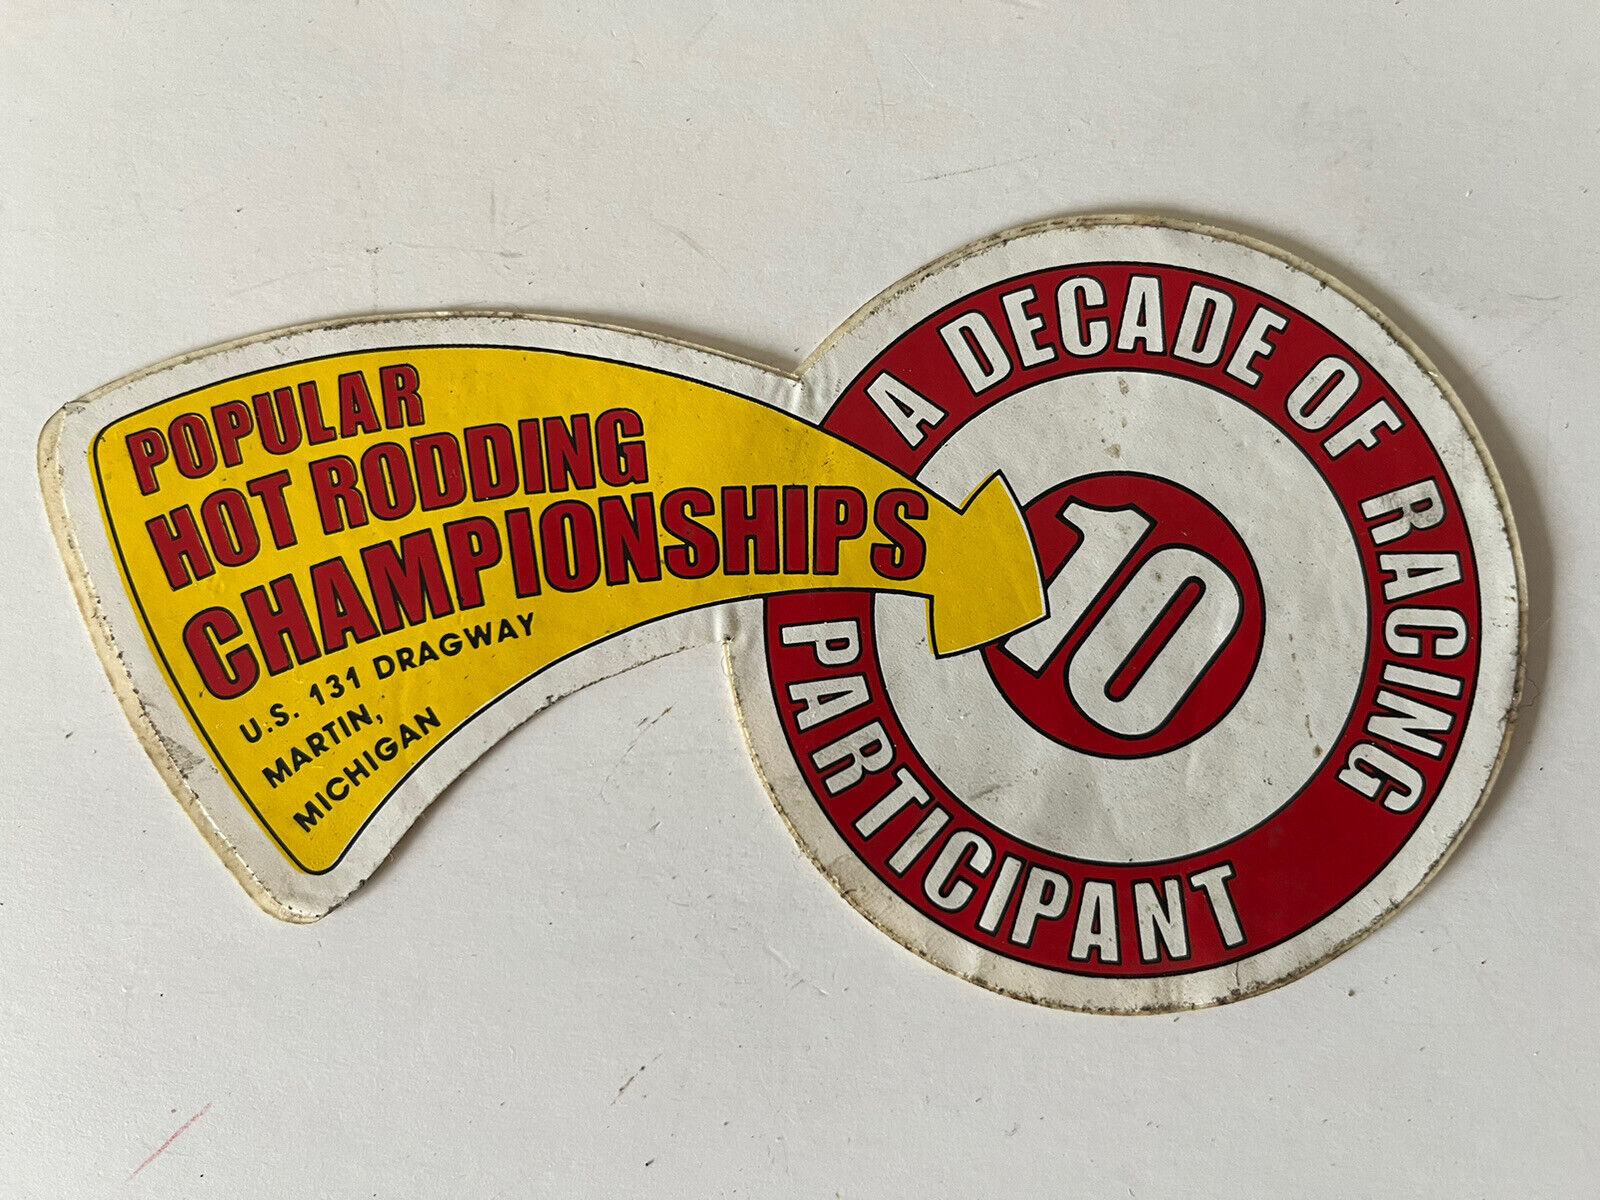 POPULAR
HOT RODDING
CHAMPIONSHIPS
U.S. 131 DRAGWAY
MARTIN,
MICHIGAN
A DECADE OF RACING
10
PARTICIPANT